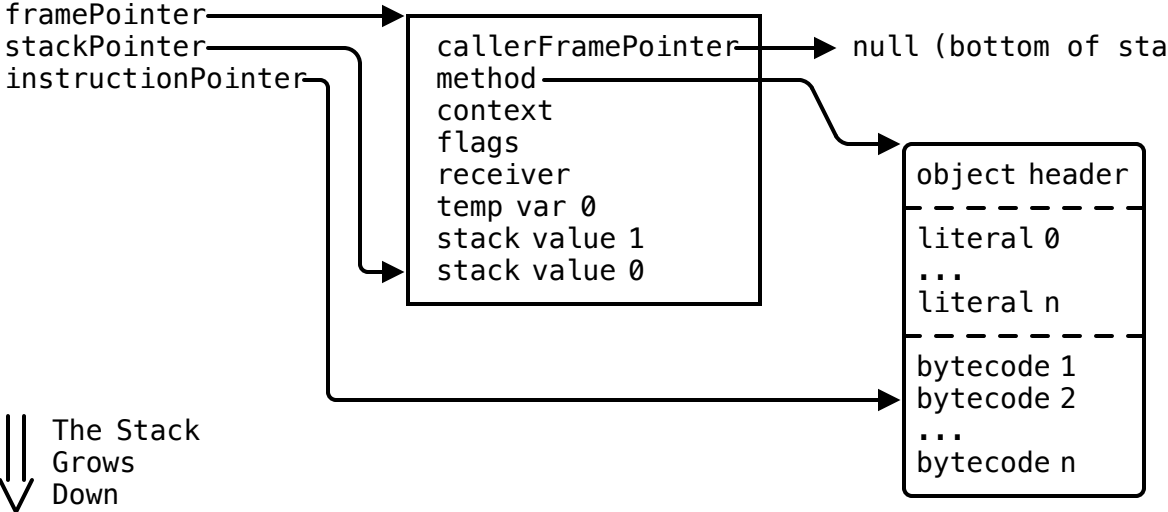 framePointer
stackPointer
instructionPointer
callerFramePointer
method
context
flags
receiver
temp var 0
stack value 1
stack value 0
null (bottom of sta
object header
literal 0
...
literal n
bytecode 1
bytecode 2
...
bytecode n
The Stack
Grows
Down